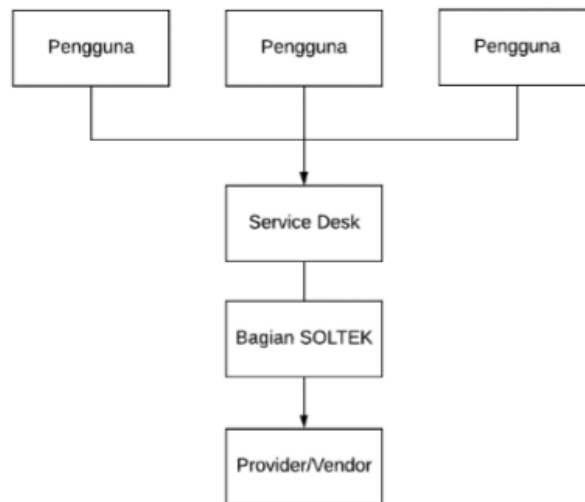 Pengguna
Pengguna
Pengguna
Service Desk
Bagian SOLTEK
Provider/Vendor